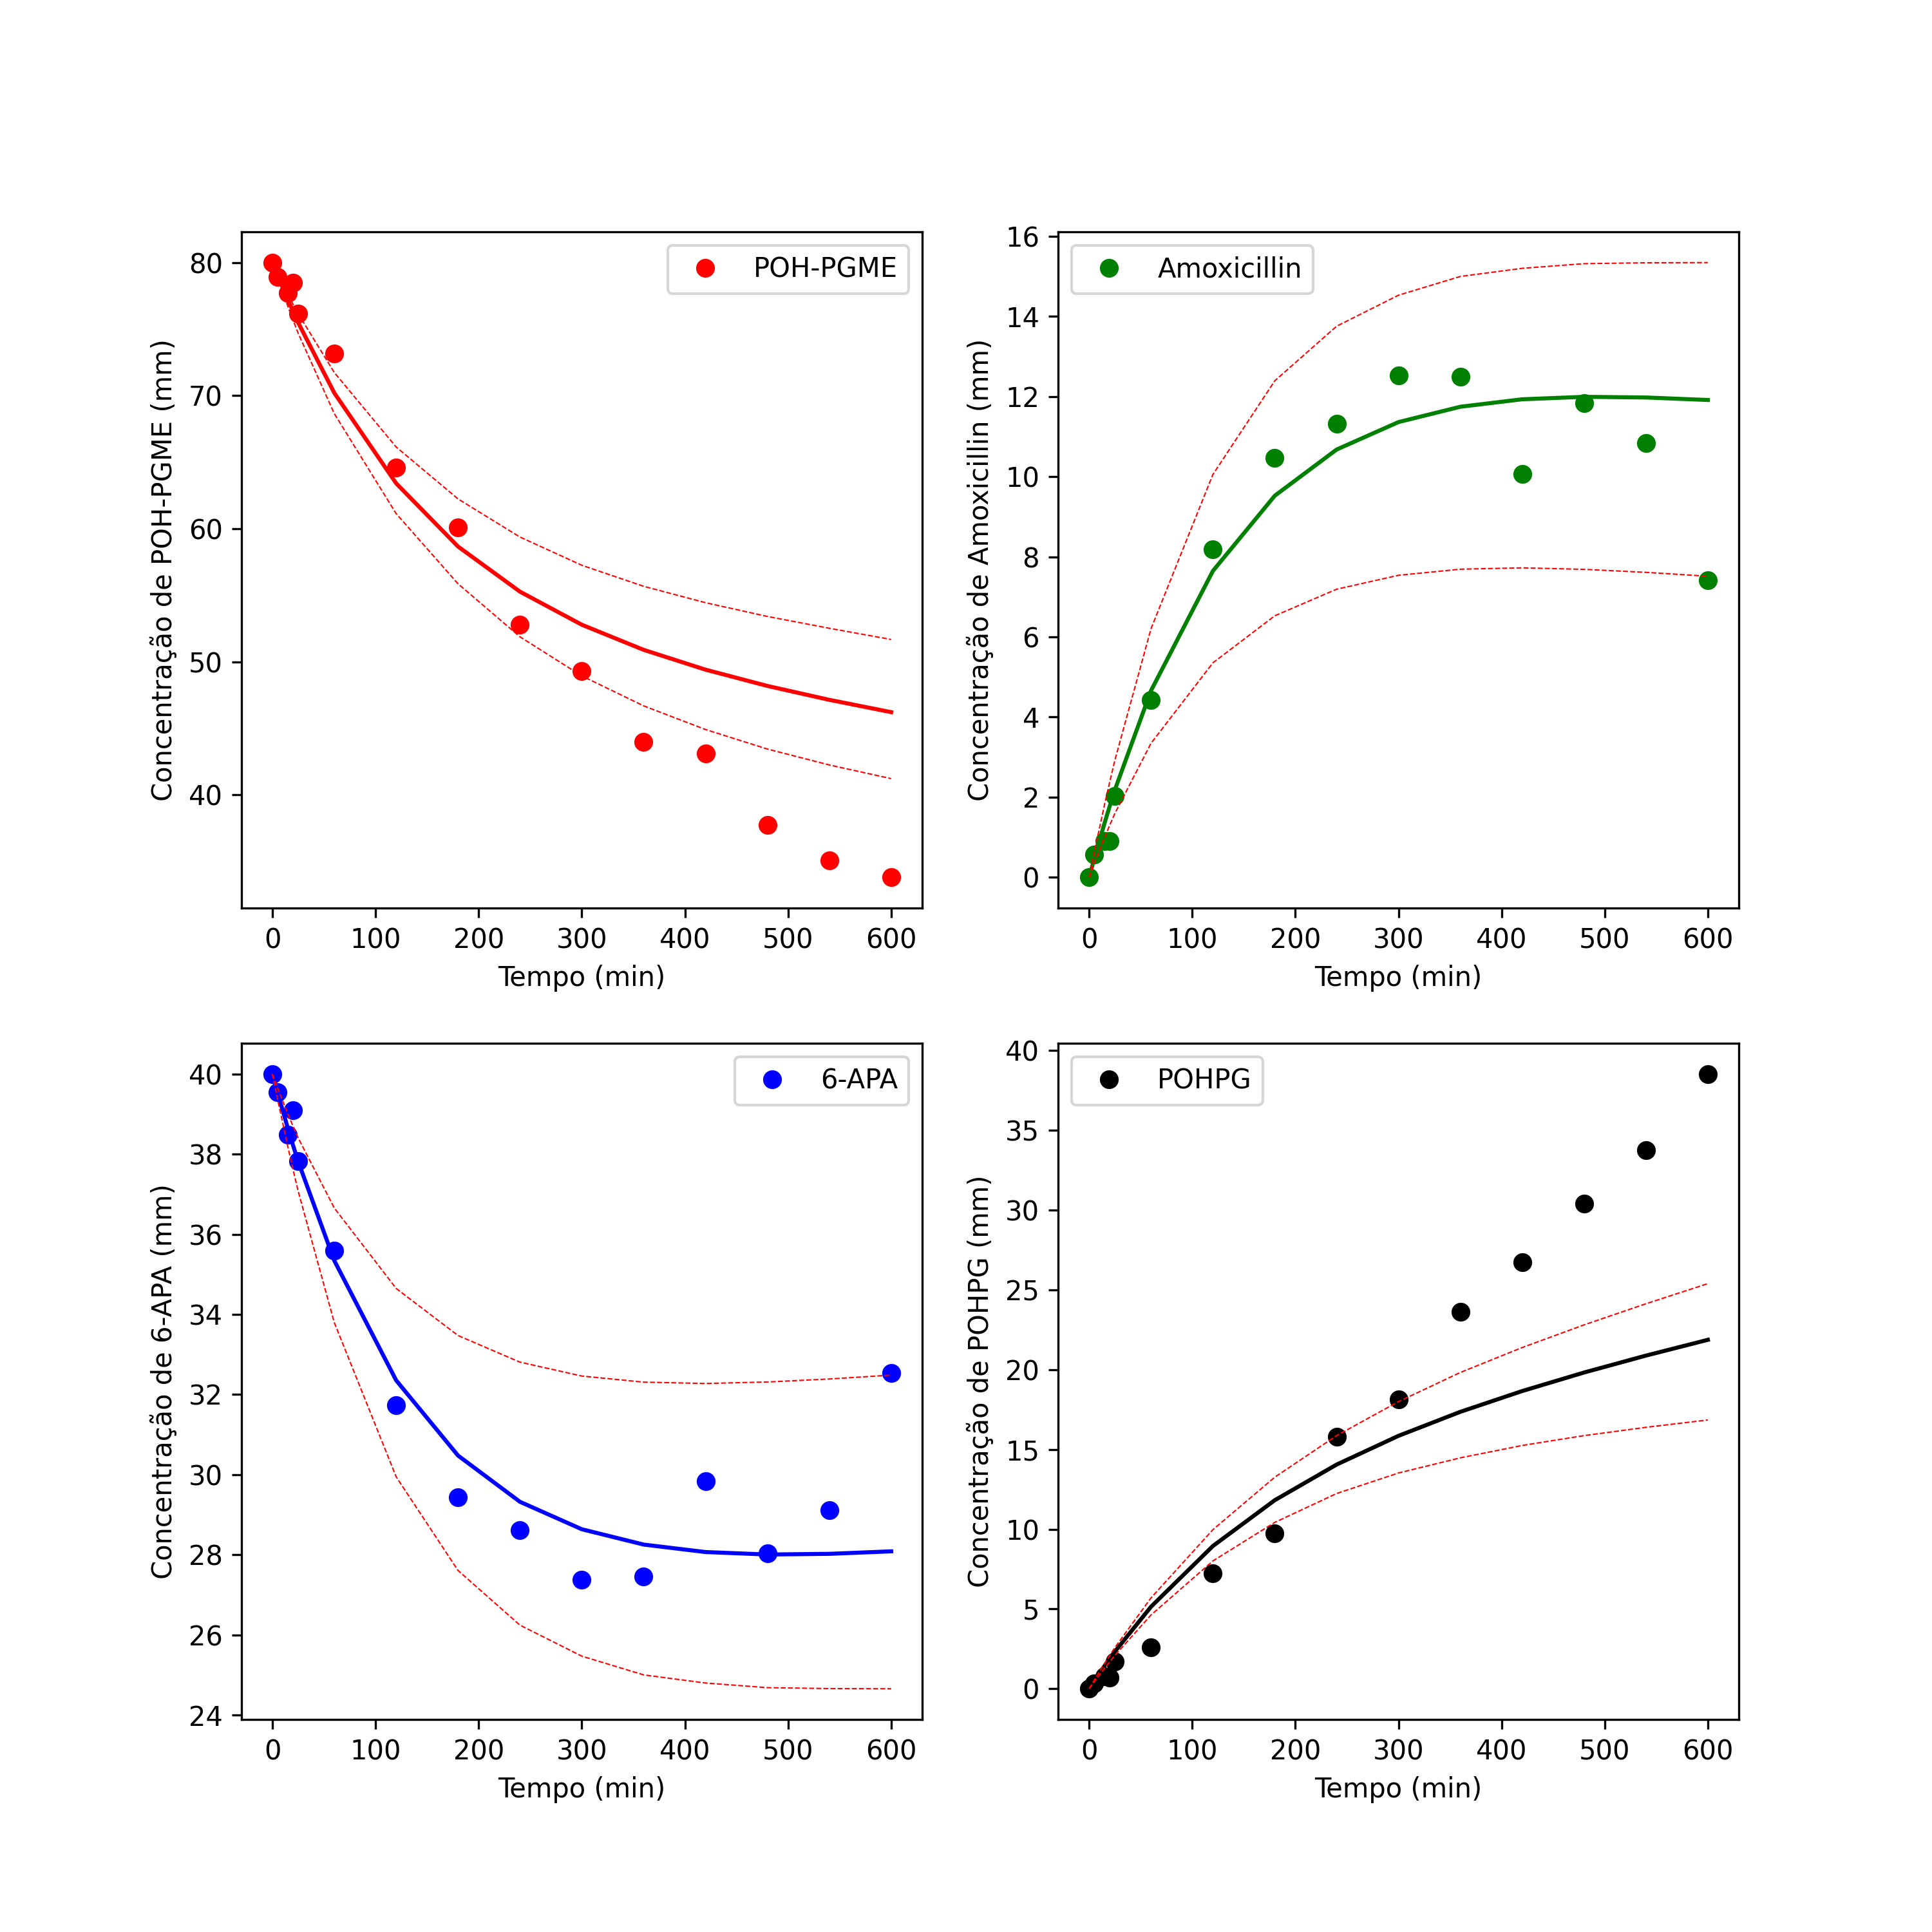 POH-PGME
80
70
60
50
40
Concentração de POH-PGME (mm)
0 100 200 300 400 500 600
Tempo (min)
Amoxicillin
16
14
12
10
8
6
4
2
0
Concentração de Amoxicillin (mm)
0 100 200 300 400 500 600
Tempo (min)
6-APA
40
38
36
34
32
30
28
26
24
Concentração de 6-APA (mm)
0 100 200 300 400 500 600
Tempo (min)
POHPG
40
35
30
25
20
15
10
5
0
Concentração de POHPG (mm)
0 100 200 300 400 500 600
Tempo (min)